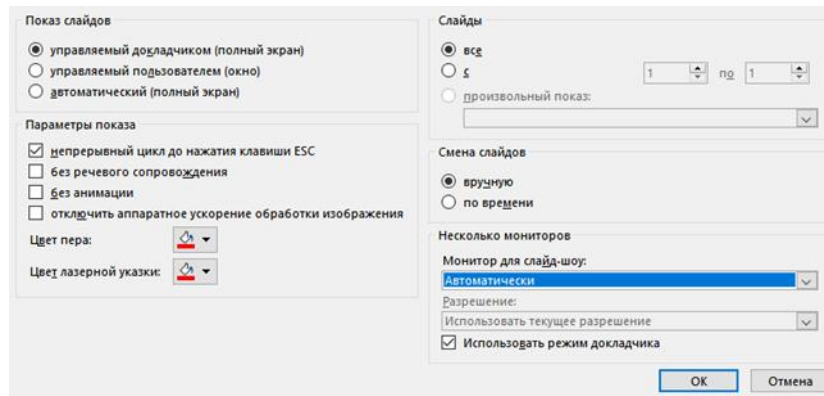 Показ слайдов
управляемый докладчиком (полный экран)
управляемый пользователем (окно)
автоматический (полный экран)
Параметры показа
непрерывный цикл до нажатия клавиши ESC
без речевого сопровождения
без анимации
отключить аппаратное ускорение обработки изображения
Цвет пера:
Цвет лазерной указки:
Слайды
все
с 1 по 1
произвольный показ:
Смена слайдов
вручную
по времени
Несколько мониторов
Монитор для слайд-шоу:
Автоматически
Разрешение:
Использовать текущее разрешение
Использовать режим докладчика
ОК Отмена